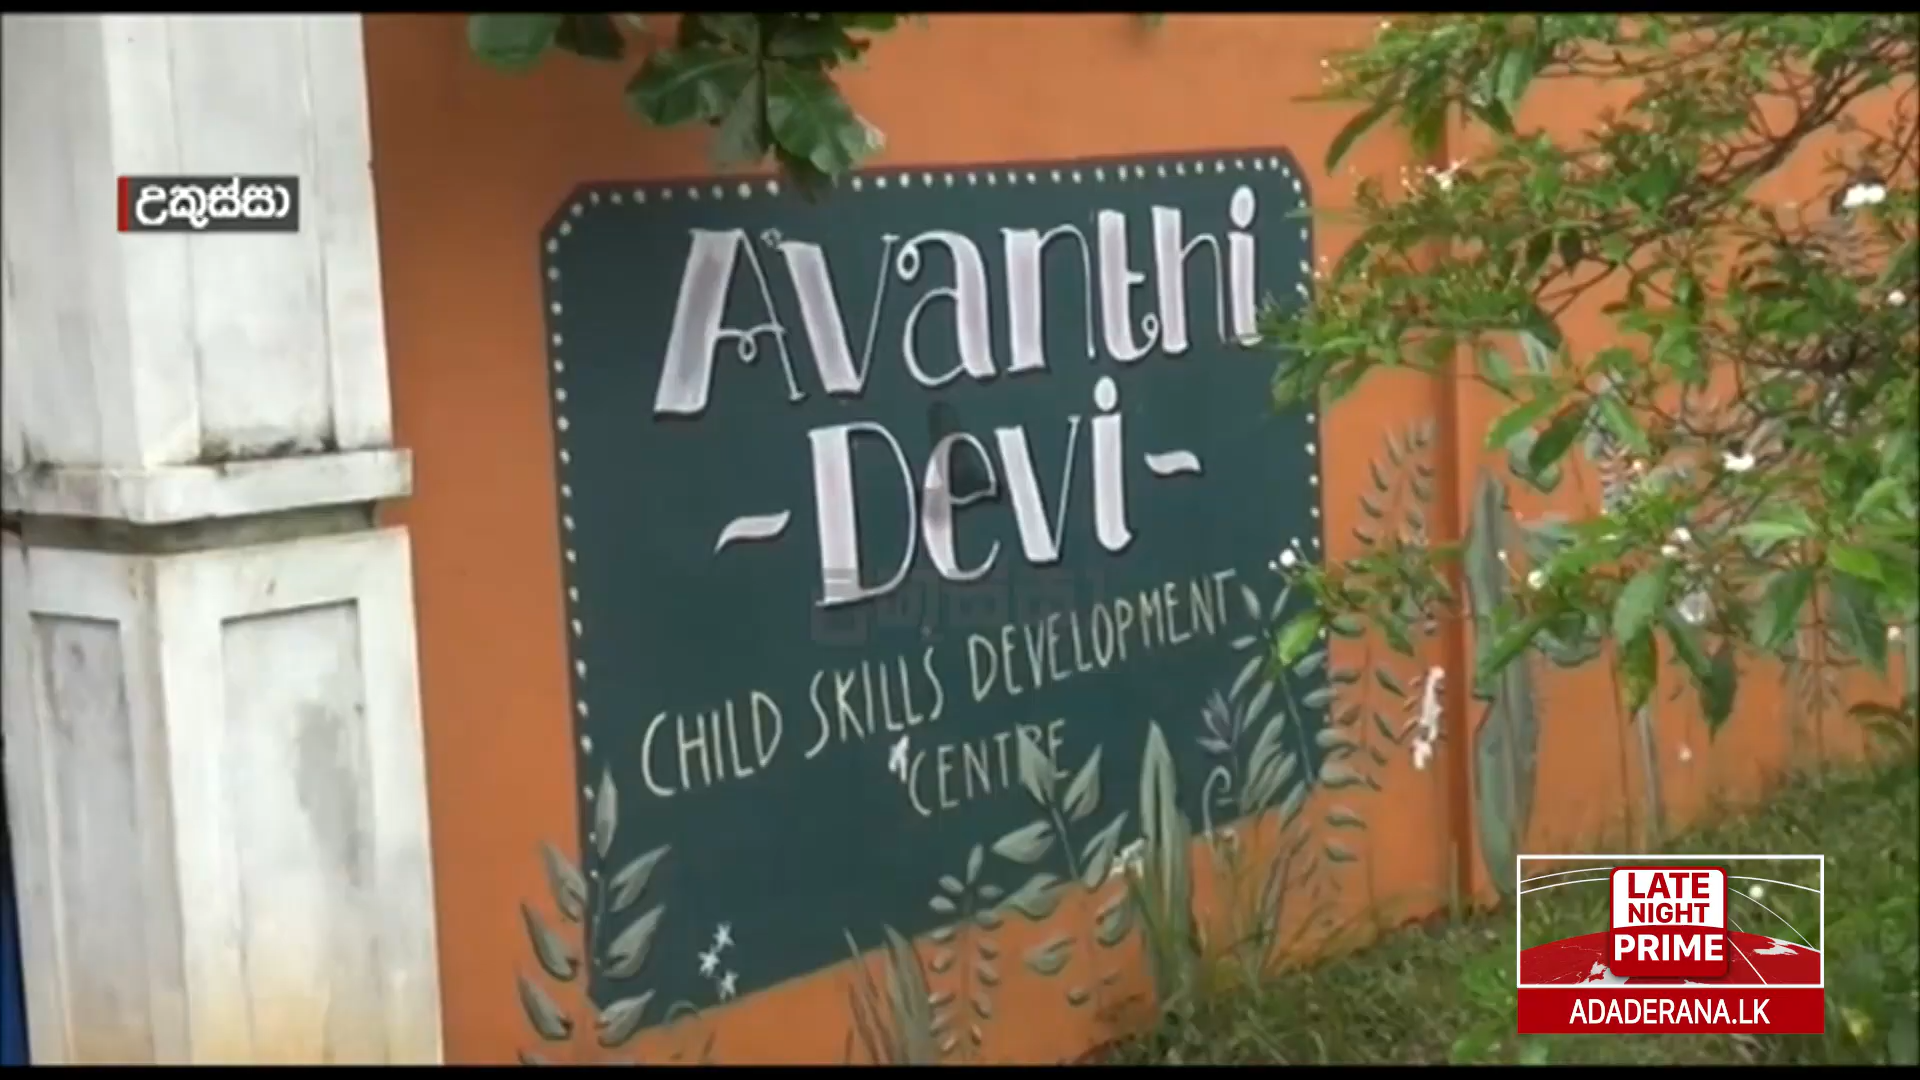 උකුස්සා
Avanthi
~Devi~
CHILD SKILLS DEVELOPMENT
CENTRE
LATE
NIGHT
PRIME
ADADERANA.LK